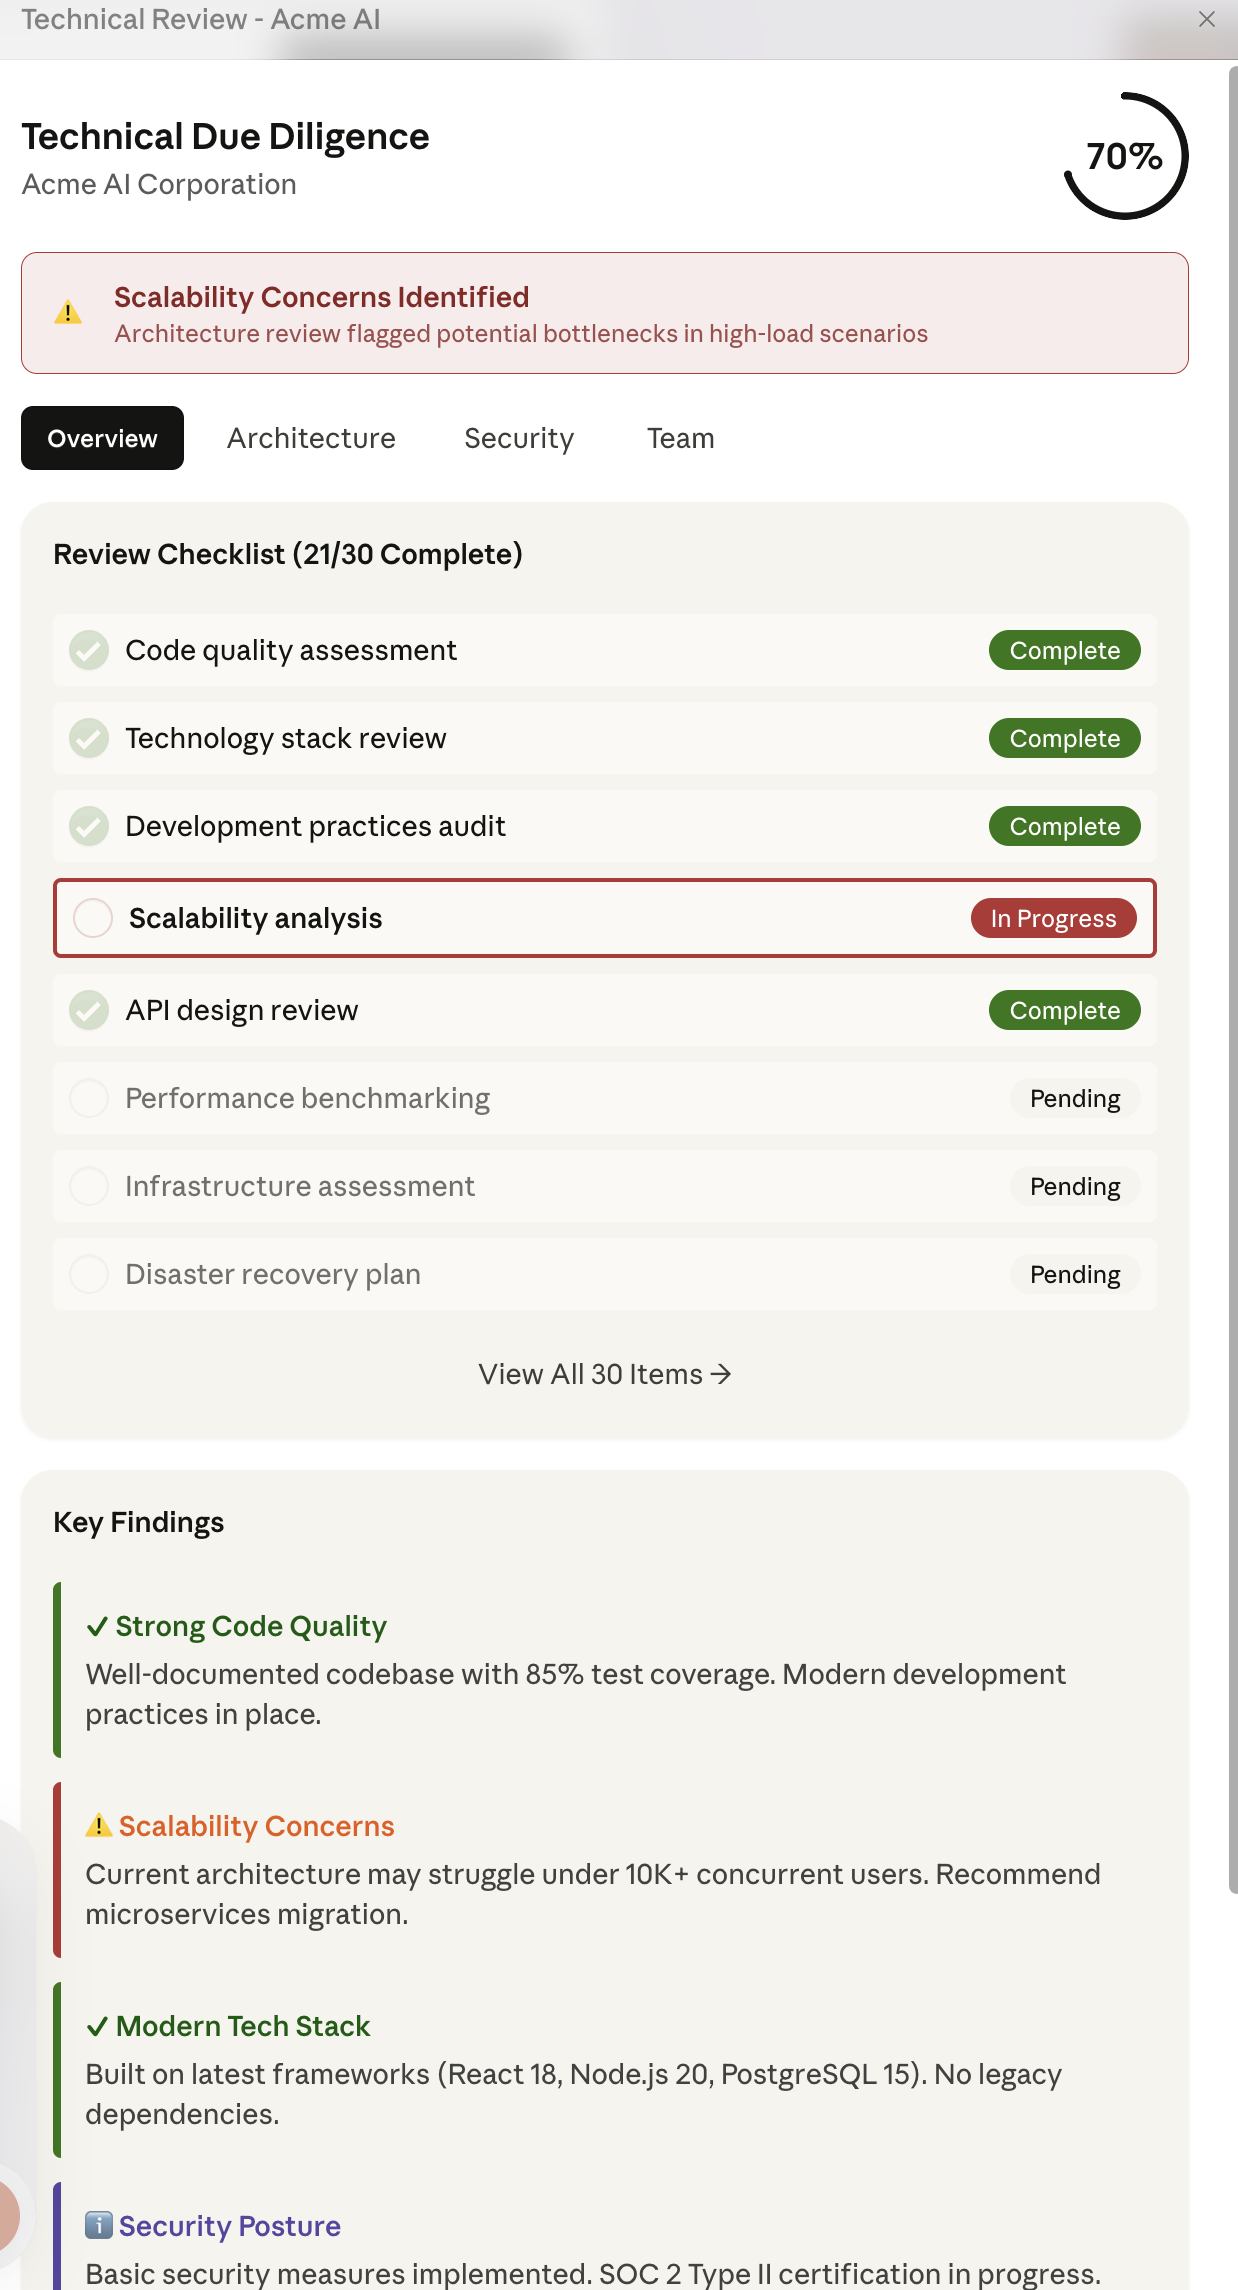 Technical Review - Acme AI
Technical Due Diligence
Acme AI Corporation
70%
Scalability Concerns Identified
Architecture review flagged potential bottlenecks in high-load scenarios
Overview
Architecture
Security
Team
Review Checklist (21/30 Complete)
Code quality assessment
Complete
Technology stack review
Complete
Development practices audit
Complete
Scalability analysis
In Progress
API design review
Complete
Performance benchmarking
Pending
Infrastructure assessment
Pending
Disaster recovery plan
Pending
View All 30 Items →
Key Findings
✓ Strong Code Quality
Well-documented codebase with 85% test coverage. Modern development
practices in place.
⚠️ Scalability Concerns
Current architecture may struggle under 10K+ concurrent users. Recommend
microservices migration.
✓ Modern Tech Stack
Built on latest frameworks (React 18, Node.js 20, PostgreSQL 15). No legacy
dependencies.
ℹ️ Security Posture
Basic security measures implemented. SOC 2 Type II certification in progress.